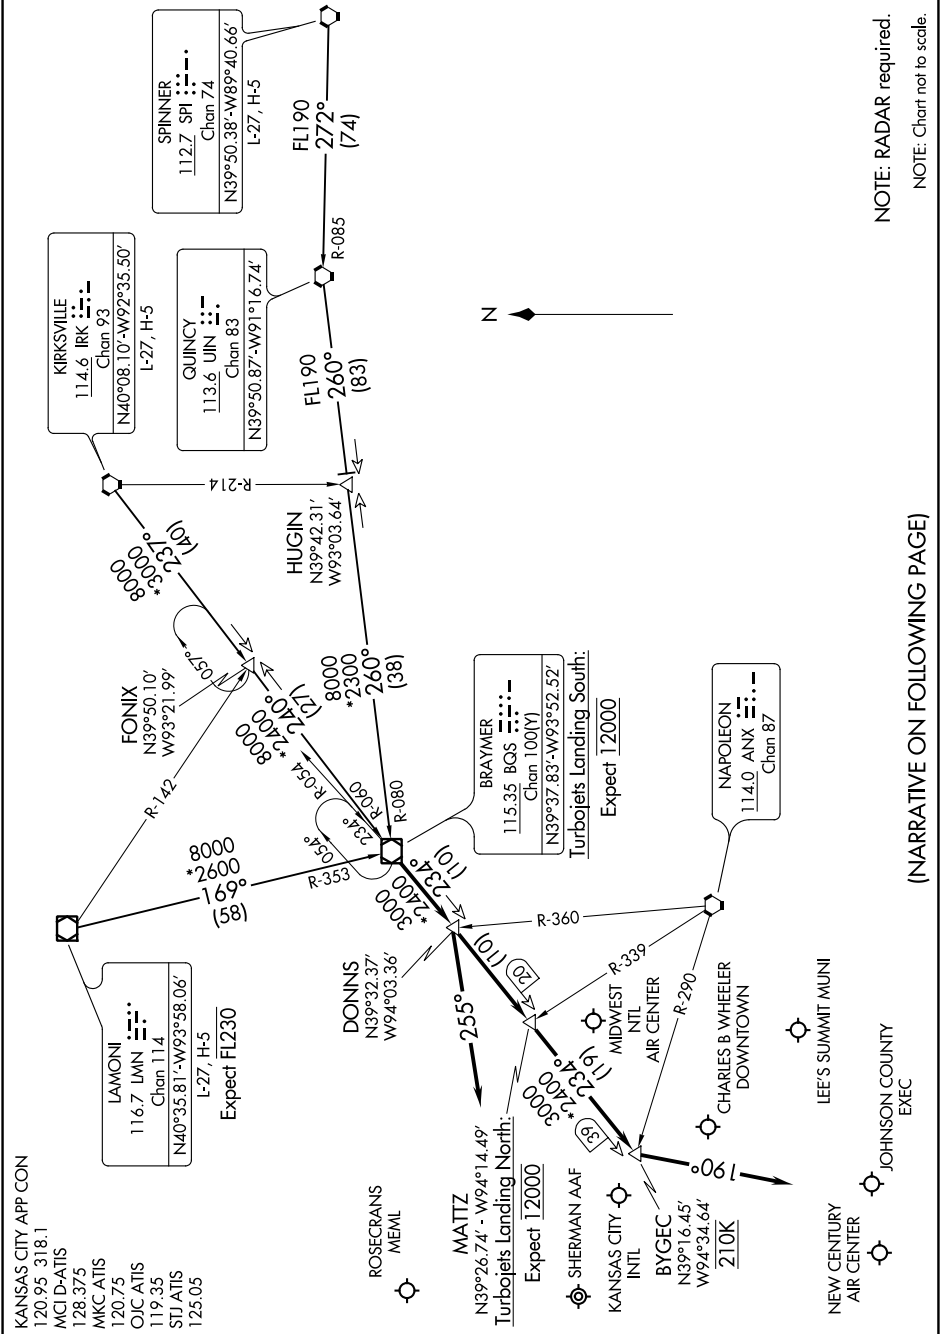 KANSAS CITY APP CON
120.95 318.1
MCI D-ATIS
128.375
MKC ATIS
120.75
OJC ATIS
119.35
STJ ATIS
125.05
LAMONI
116.7 LMN
Chan 114
N40°35.81'-W93°58.06'
L-27, H-5
Expect FL230
8000
*2600
169°
(58)
R-353
R-142
FONIX
N39°50.10'
W93°21.99'
057°
KIRKSVILLE
114.6 IRK
Chan 93
N40°08.10'-W92°35.50'
L-27, H-5
8000
*3000
237°
(40)
R-214
QUINCY
113.6 UIN
Chan 83
N39°50.87'-W91°16.74'
SPINNER
112.7 SPI
Chan 74
N39°50.38'-W89°40.66'
L-27, H-5
FL190
272°
(74)
R-085
FL190
260°
(83)
HUGIN
N39°42.31'
W93°03.64'
8000
*2300
260°
(38)
R-080
8000
*2400
240°
(27)
R-054
R-060
234°
054°
N
BRAYMER
115.35 BQS
Chan 100(Y)
N39°37.83'-W93°52.52'
Turbojets Landing South:
Expect 12000
3000
*2400
234°
(10)
DONNS
N39°32.37'
W94°03.36'
255°
(10)
20
R-360
R-339
R-290
NAPOLEON
114.0 ANX
Chan 87
MATTZ
N39°26.74' - W94°14.49'
Turbojets Landing North:
Expect 12000
3000
*2400
234°
(19)
39
BYGEC
N39°16.45'
W94°34.64'
210K
190°
ROSECRANS
MEML
SHERMAN AAF
KANSAS CITY
INTL
MIDWEST
NTL
AIR CENTER
CHARLES B WHEELER
DOWNTOWN
LEE'S SUMMIT MUNI
JOHNSON COUNTY
EXEC
NEW CENTURY
AIR CENTER
NOTE: RADAR required.
NOTE: Chart not to scale.
(NARRATIVE ON FOLLOWING PAGE)